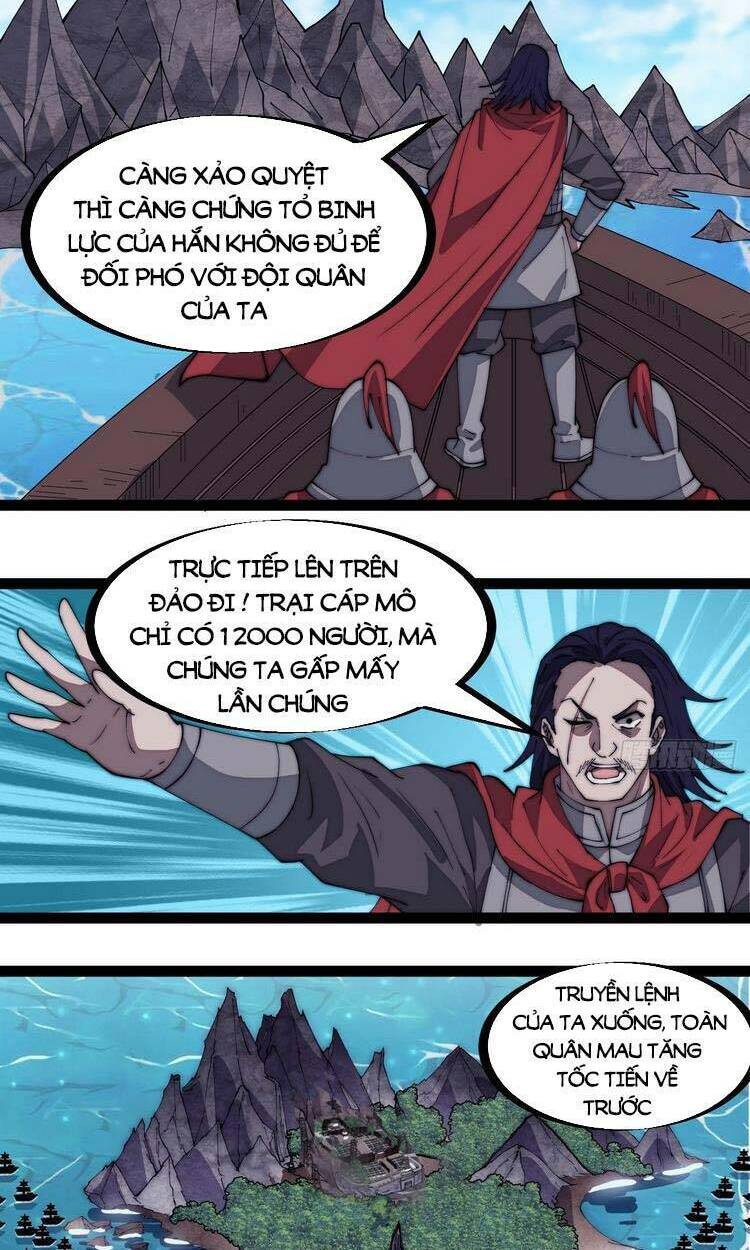 CÀNG XẢO QUYỆT
THÌ CÀNG CHỨNG TỎ BINH
LỰC CỦA HẮN KHÔNG ĐỦ ĐỂ
ĐỐI PHÓ VỚI ĐỘI QUÂN
CỦA TA
TRỰC TIẾP LÊN TRÊN
ĐẢO ĐI! TRẠI CÁP MÔ
CHỈ CÓ 12000 NGƯỜI, MÀ
CHÚNG TA GẤP MẤY
LẦN CHÚNG
TRUYỀN LỆNH
CỦA TA XUỐNG, TOÀN
QUÂN MAU TĂNG
TỐC TIẾN VỀ
TRƯỚC